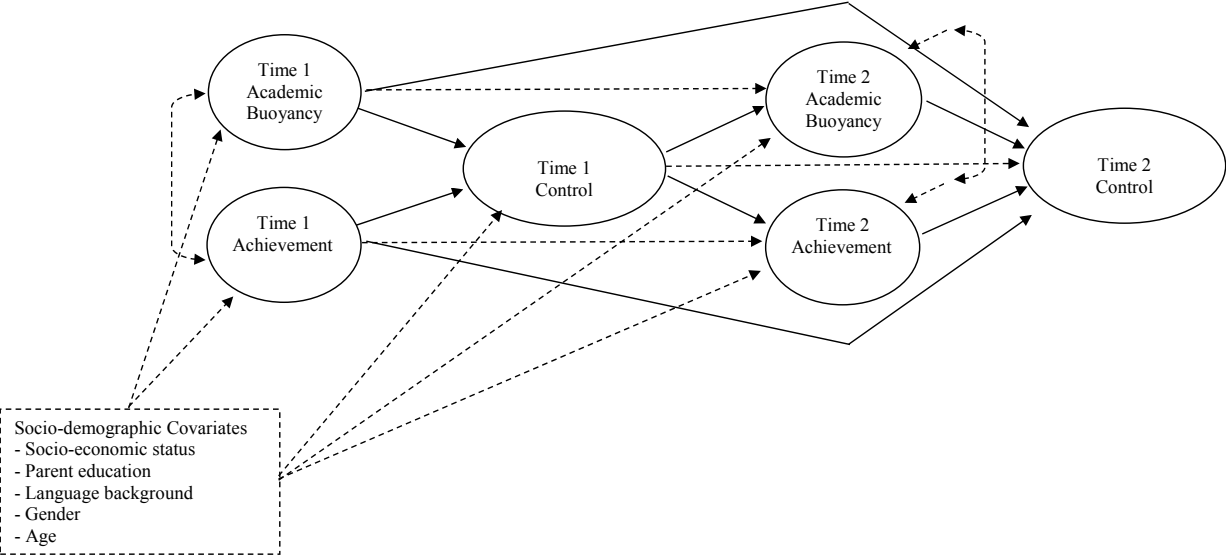 Time 1
Academic
Buoyancy
Time 2
Academic
Buoyancy
Time 1
Control
Time 2
Control
Time 1
Achievement
Time 2
Achievement
Socio-demographic Covariates
- Socio-economic status
- Parent education
- Language background
- Gender
- Age